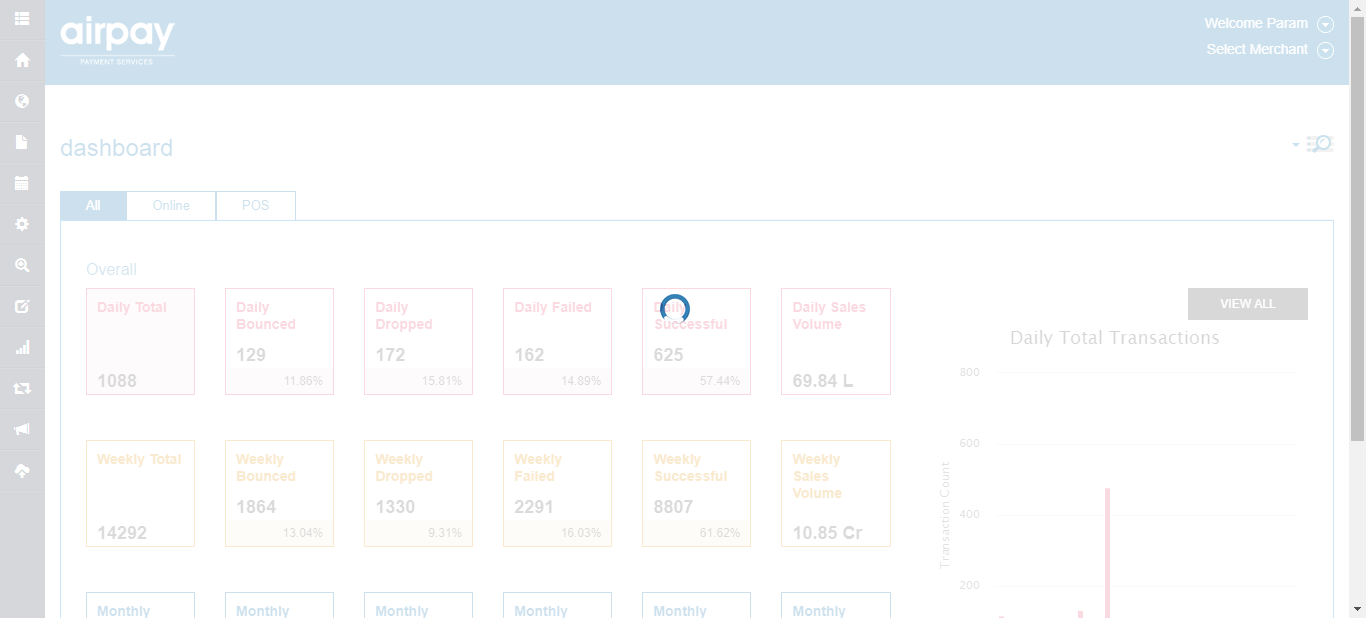 airpay
PAYMENT SERVICES
Welcome Param
Select Merchant
dashboard
All
Online
POS
Overall
Daily Total
1088
Daily
Bounced
129
11.86%
Daily
Dropped
172
15.81%
Daily Failed
162
14.89%
Daily
Successful
625
57.44%
Daily Sales
Volume
69.84 L
VIEW ALL
Daily Total Transactions
800
600
400
200
Transaction Count
Weekly Total
14292
Weekly
Bounced
1864
13.04%
Weekly
Dropped
1330
9.31%
Weekly
Failed
2291
16.03%
Weekly
Successful
8807
61.62%
Weekly
Sales
Volume
10.85 Cr
Monthly
Monthly
Monthly
Monthly
Monthly
Monthly